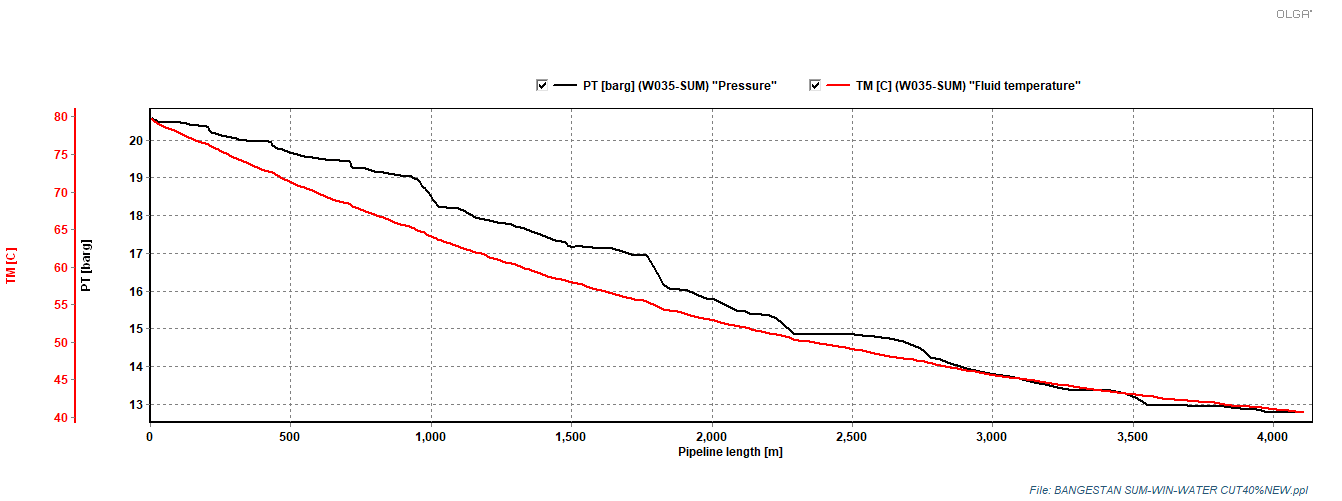 OLGA
PT [barg] (W035-SUM) "Pressure" TM [C] (W035-SUM) "Fluid temperature"
80
75
70
65
60
55
50
45
40
TM [C]
PT [barg]
20
19
18
17
16
15
14
13
0 500 1,000 1,500 2,000 2,500 3,000 3,500 4,000
Pipeline length [m]
File: BANGESTAN SUM-WIN-WATER CUT40%NEW.ppl